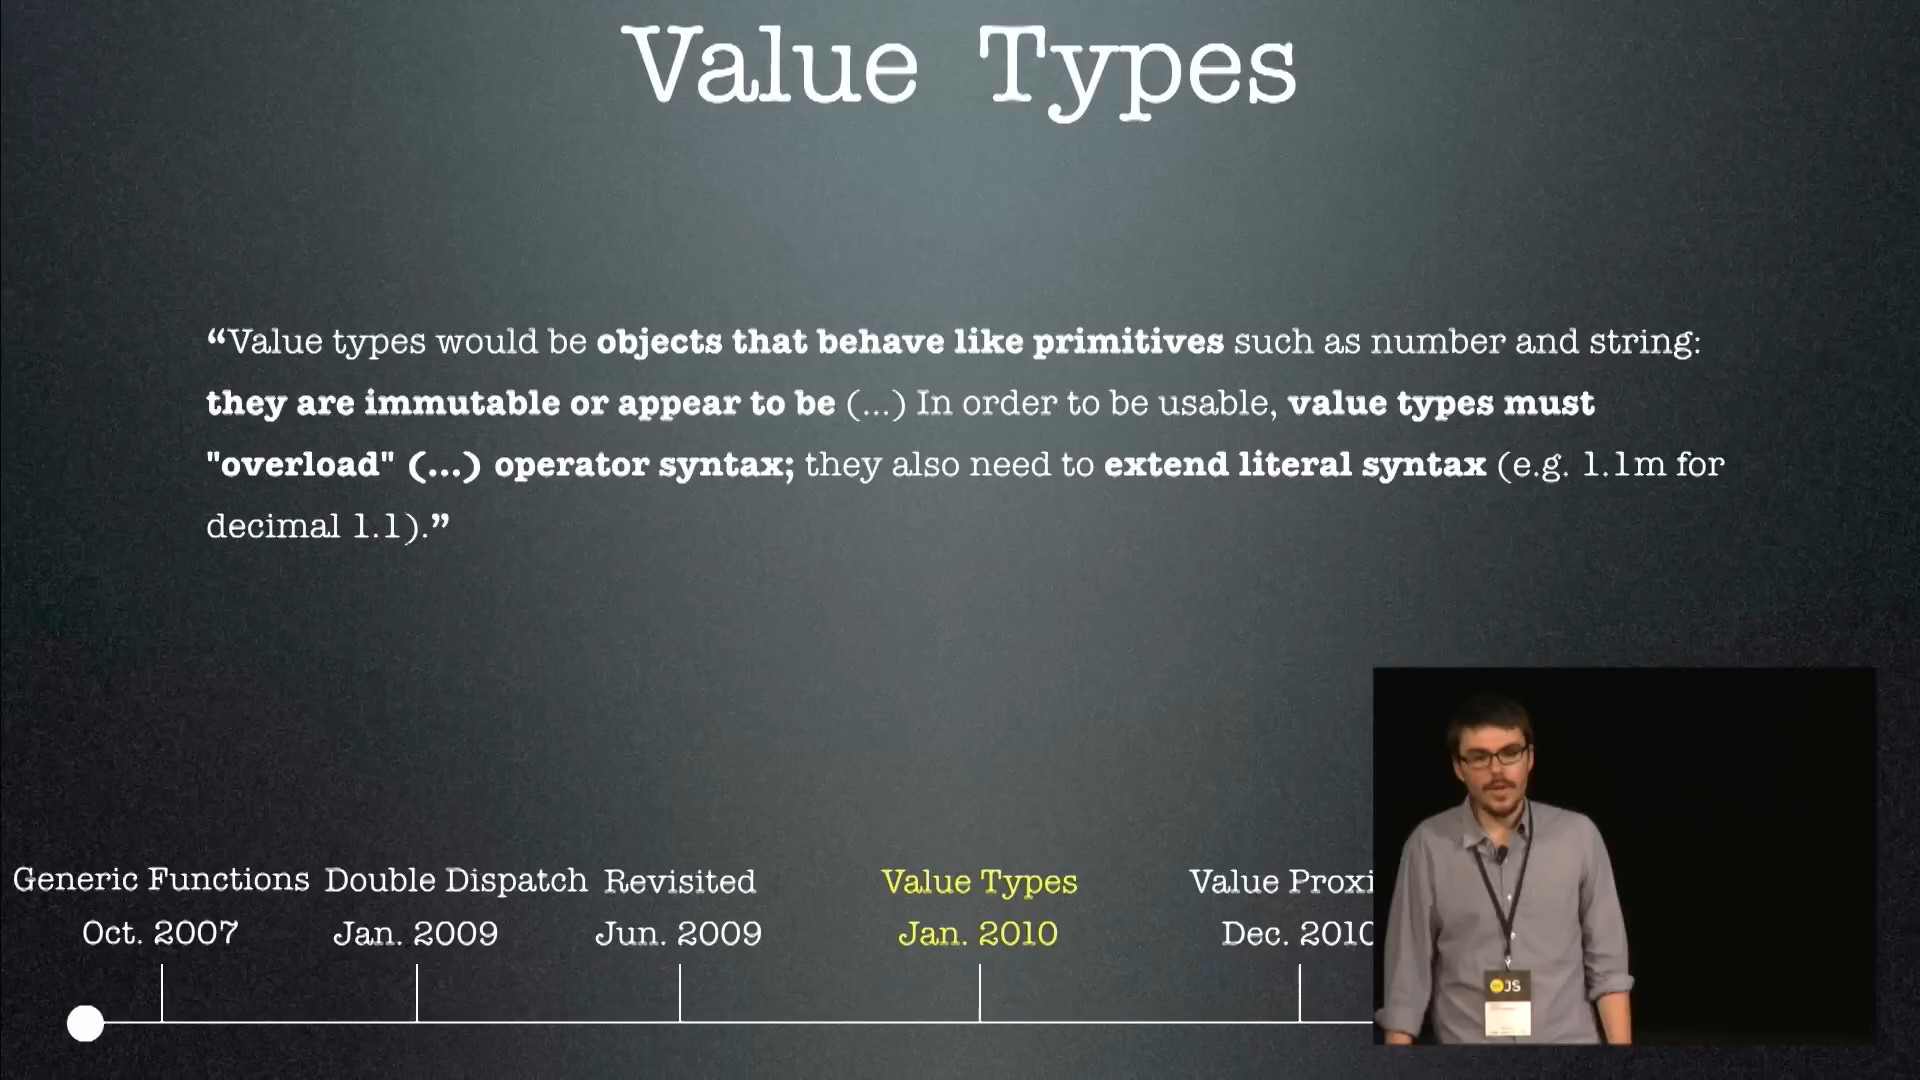 Value Types
“Value types would be objects that behave like primitives such as number and string:
they are immutable or appear to be (...) In order to be usable, value types must
"overload" (...) operator syntax; they also need to extend literal syntax (e.g. 1.1m for
decimal 1.1).”
Generic Functions Double Dispatch Revisited Value Types Value Proxi
Oct. 2007 Jan. 2009 Jun. 2009 Jan. 2010 Dec. 2010
JS